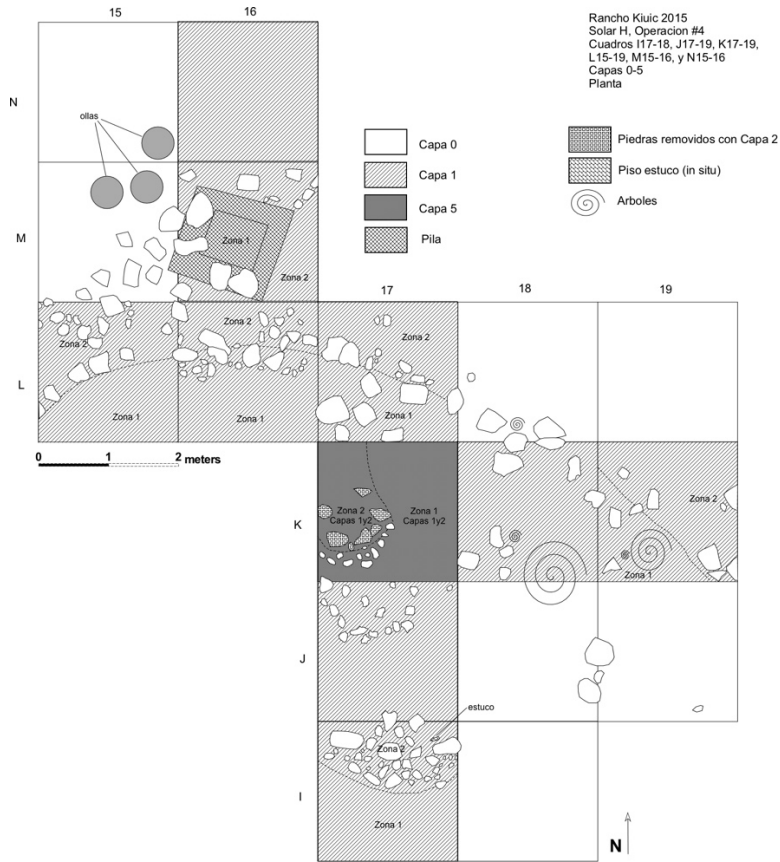 15
16
Rancho Kiuic 2015
Solar H, Operacion #4
Cuadros I17-18, J17-19, K17-19,
L15-19, M15-16, y N15-16
Capas 0-5
Planta
N
ollas
Capa 0
Capa 1
Capa 5
Pila
Piedras removidos con Capa 2
Piso estuco (in situ)
Arboles
M
Zona 1
Zona 2
17
18
19
L
Zona 2
Zona 2
Zona 2
Zona 1
Zona 1
Zona 1
0
1
2
meters
K
Zona 2
Capas 1y2
Zona 1
Capas 1y2
Zona 2
Zona 1
J
estuco
I
Zona 2
Zona 1
N